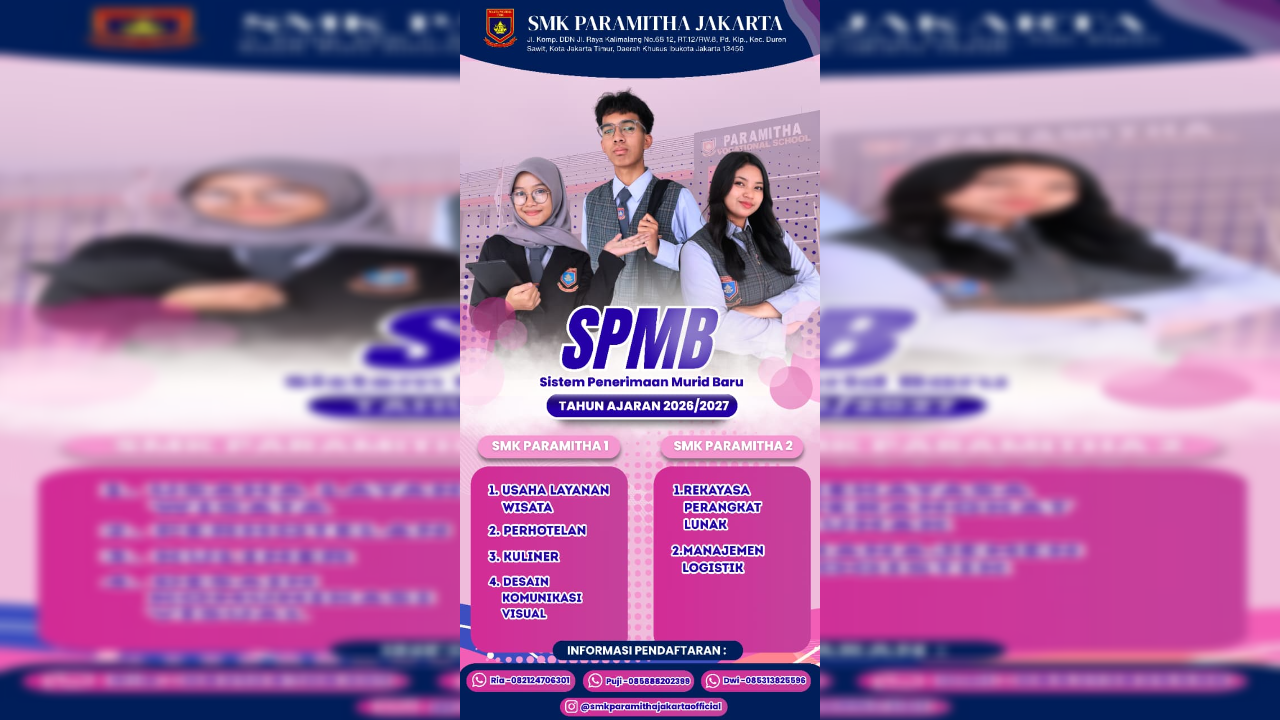 SMK PARAMITHA JAKARTA
Jl. Komp. DDN Jl. Raya Kalimalang No.68 12, RT.12/RW.8, Pd. Klp., Kec. Duren
Sawit, Kota Jakarta Timur, Daerah Khusus Ibukota Jakarta 13450
PARAMITHA
VOCATIONAL SCHOOL
SPMB
Sistem Penerimaan Murid Baru
TAHUN AJARAN 2026/2027
SMK PARAMITHA 1
1. USAHA LAYANAN
WISATA
2. PERHOTELAN
3. KULINER
4. DESAIN
KOMUNIKASI
VISUAL
SMK PARAMITHA 2
1.REKAYASA
PERANGKAT
LUNAK
2.MANAJEMEN
LOGISTIK
INFORMASI PENDAFTARAN :
Ria-082124706301
Puji-085888202399
Dwi-085313825596
@smkparamithajakartaofficial